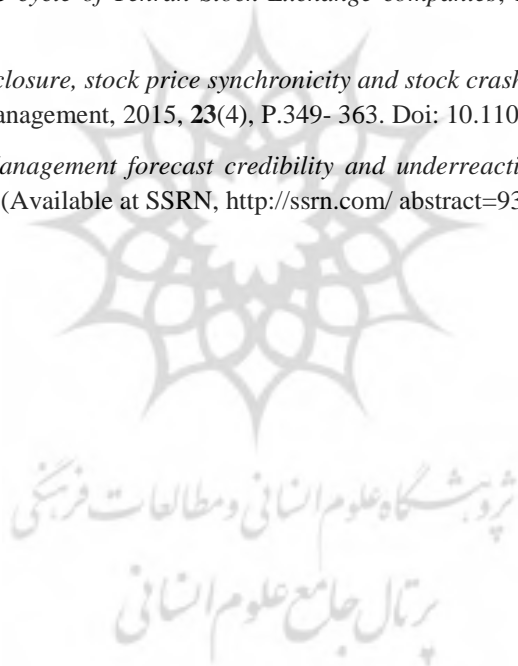 cycle of Tehran Stock Exchange companies,
closure, stock price synchronicity and stock crash
anagement, 2015, 23(4), P.349- 363. Doi: 10.110
anagement forecast credibility and underreacti
(Available at SSRN, http://ssrn.com/ abstract=93
پژوهشگاه علوم انسانی و مطالعات فرهنگی
پرتال جامع علوم انسانی